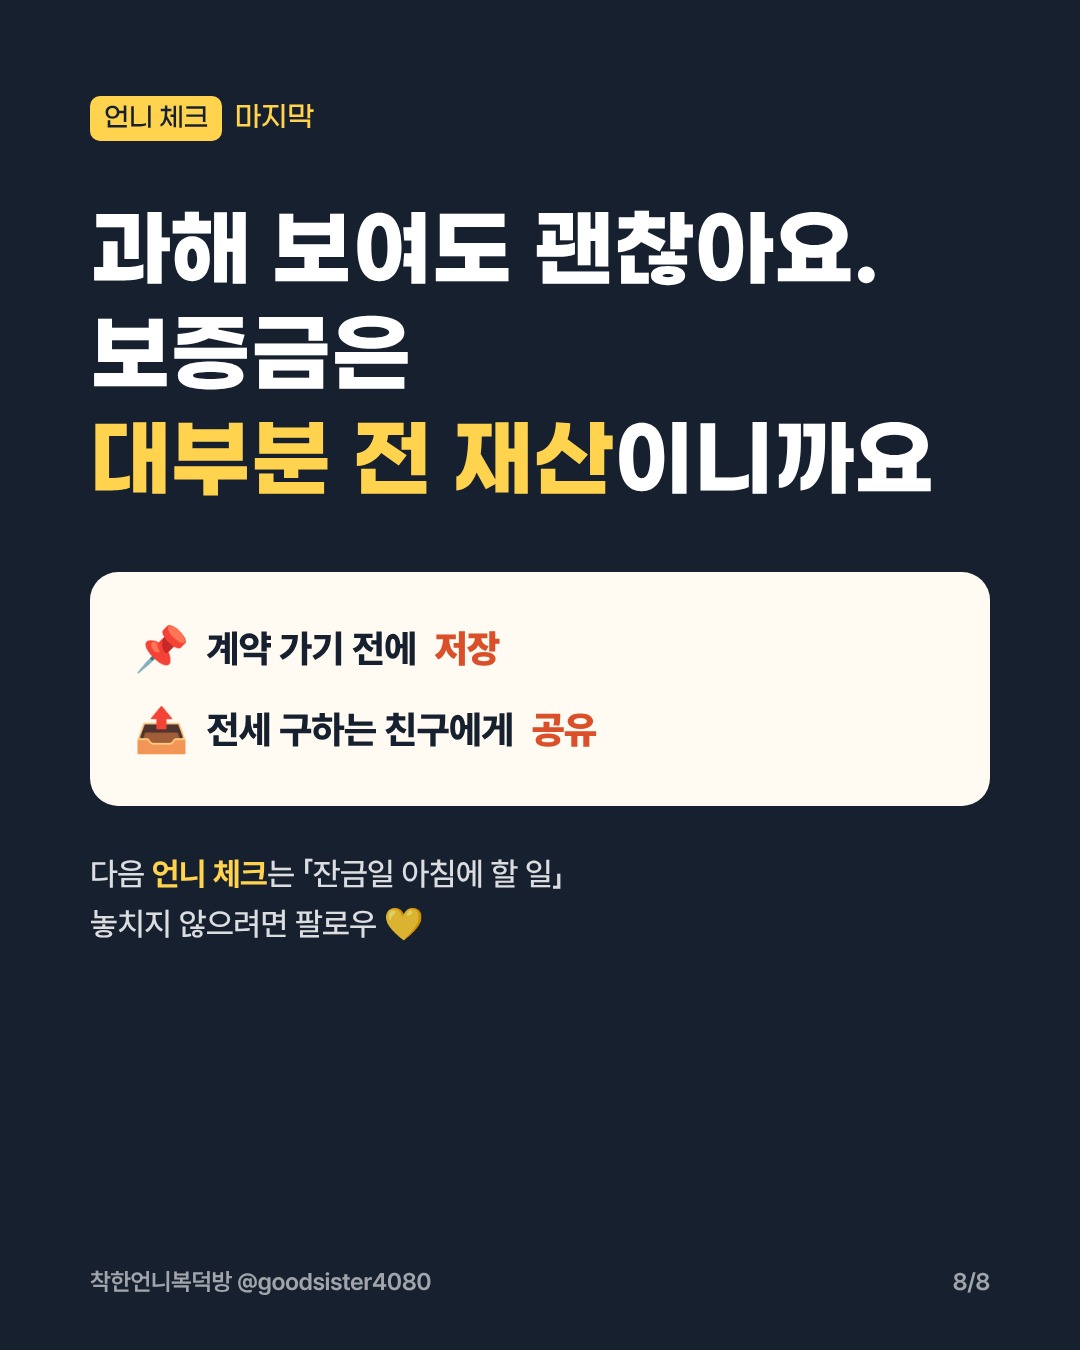 언니 체크 마지막
과해 보여도 괜찮아요.
보증금은
대부분 전 재산이니까요
📌 계약 가기 전에 저장
📤 전세 구하는 친구에게 공유
다음 언니 체크는 「잔금일 아침에 할 일」
놓치지 않으려면 팔로우 💛
착한언니복덕방 @goodsister4080
8/8